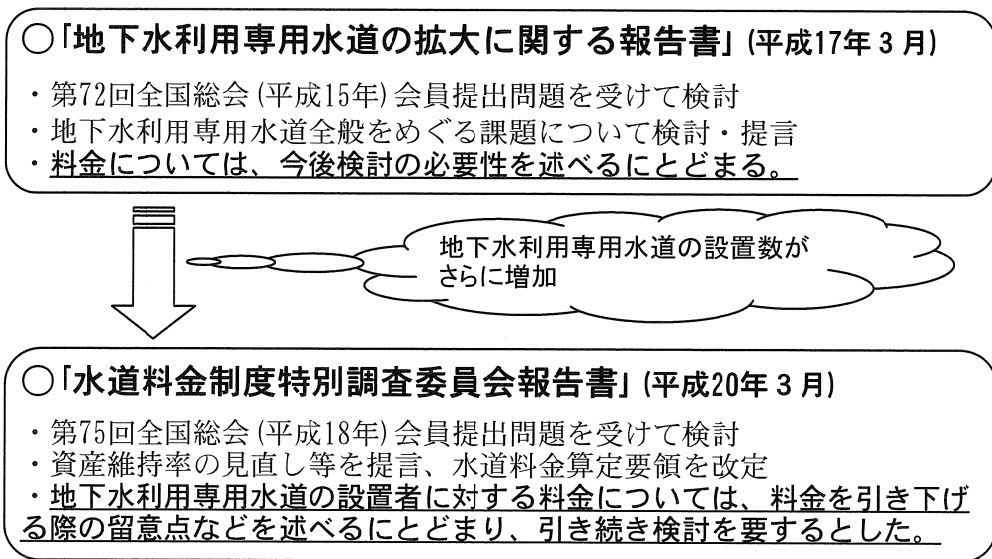 ○「地下水利用専用水道の拡大に関する報告書」(平成17年3月)
・第72回全国総会(平成15年)会員提出問題を受けて検討
・地下水利用専用水道全般をめぐる課題について検討・提言
・料金については、今後検討の必要性を述べるにとどまる。
地下水利用専用水道の設置数が
さらに増加
○「水道料金制度特別調査委員会報告書」(平成20年3月)
・第75回全国総会(平成18年)会員提出問題を受けて検討
・資産維持率の見直し等を提言、水道料金算定要領を改定
・地下水利用専用水道の設置者に対する料金については、料金を引き下げ
る際の留意点などを述べるにとどまり、引き続き検討を要するとした。